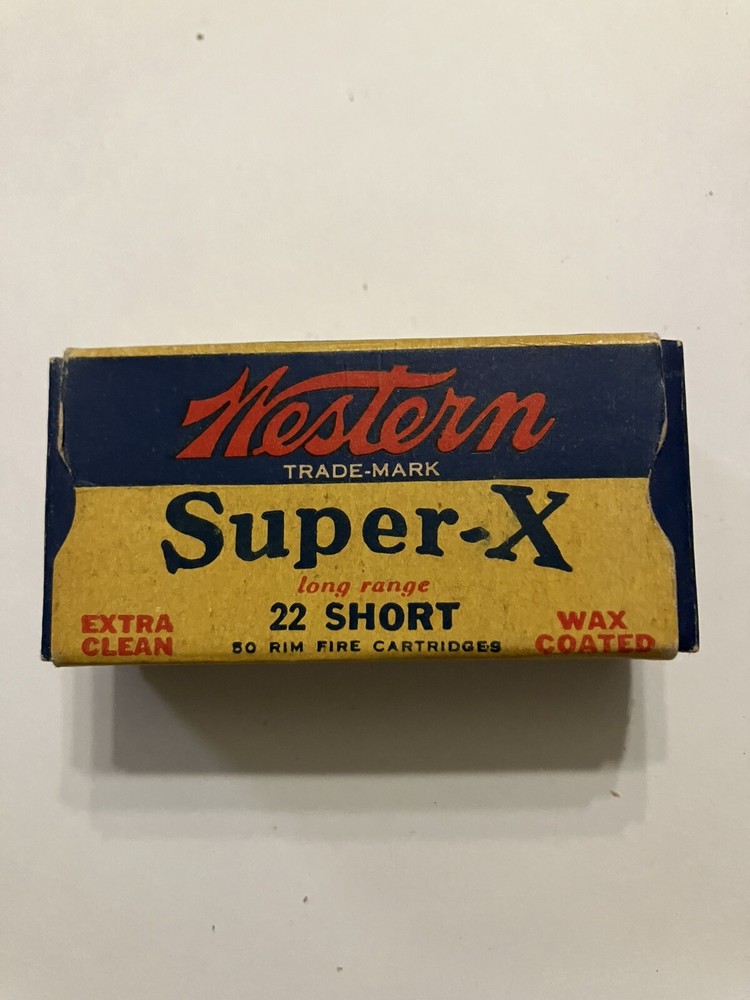 Western
TRADE-MARK
Super-X
long range
22 SHORT
EXTRA
CLEAN
50 RIM FIRE CARTRIDGES
WAX
COATED